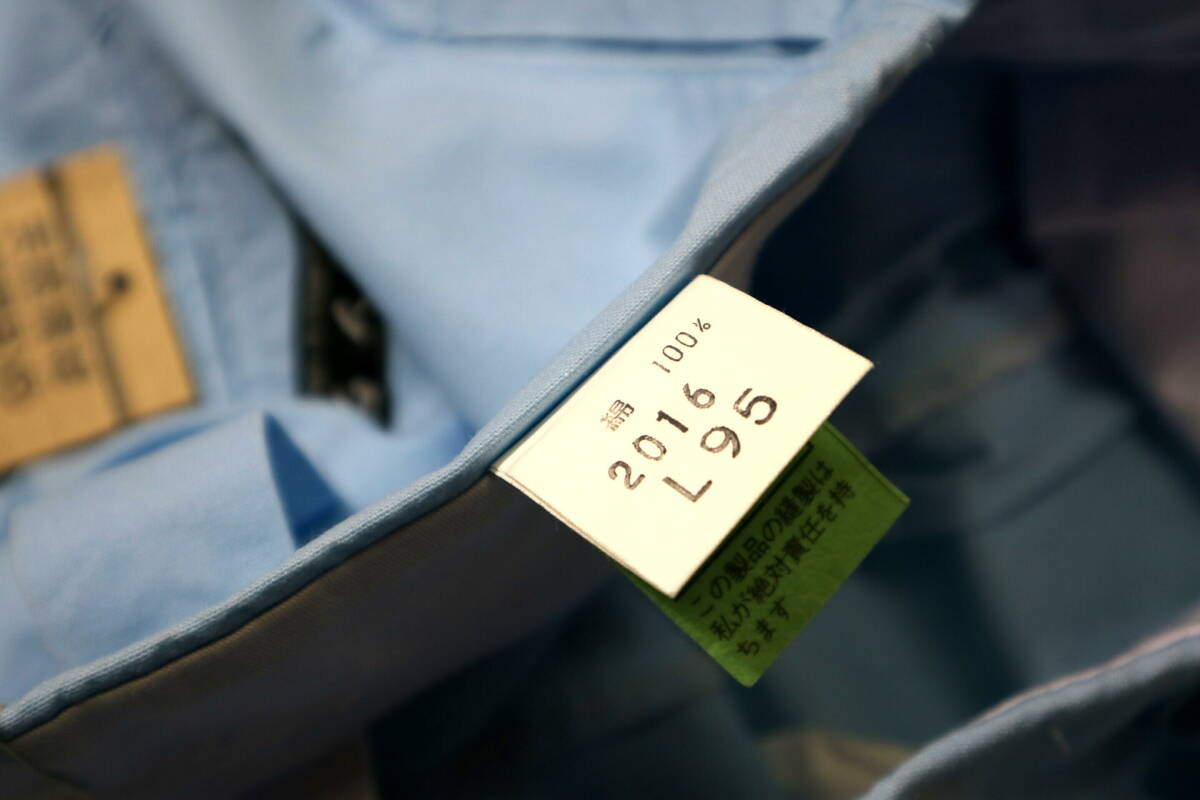 綿 100%
2016
L 95
この製品の縫製は
私が絶対責任を持
ちます